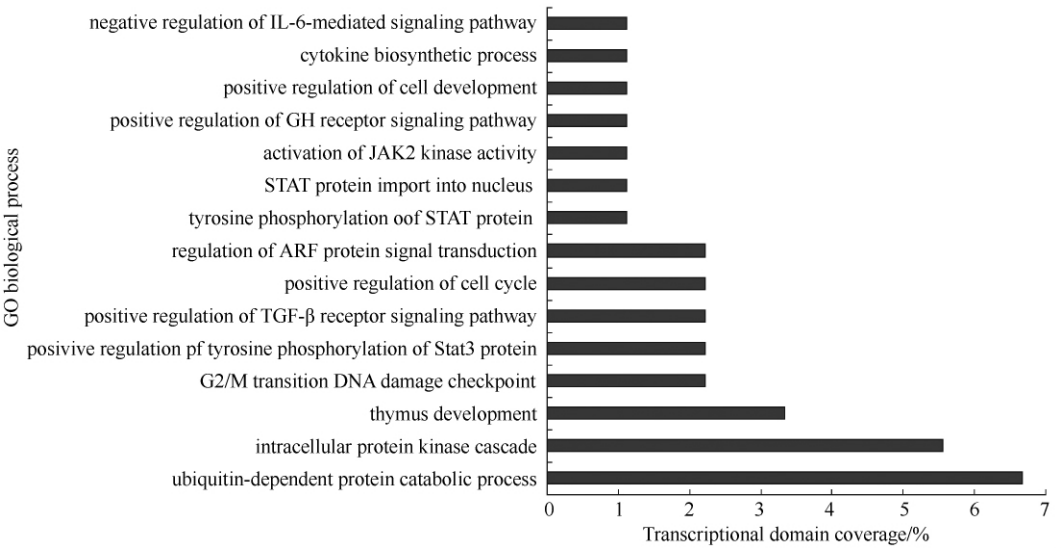 negative regulation of IL-6-mediated signaling pathway
cytokine biosynthetic process
positive regulation of cell development
positive regulation of GH receptor signaling pathway
activation of JAK2 kinase activity
STAT protein import into nucleus
tyrosine phosphorylation oof STAT protein
regulation of ARF protein signal transduction
positive regulation of cell cycle
positive regulation of TGF-β receptor signaling pathway
posivive regulation pf tyrosine phosphorylation of Stat3 protein
G2/M transition DNA damage checkpoint
thymus development
intracellular protein kinase cascade
ubiquitin-dependent protein catabolic process
GO biological process
0 1 2 3 4 5 6 7
Transcriptional domain coverage/%